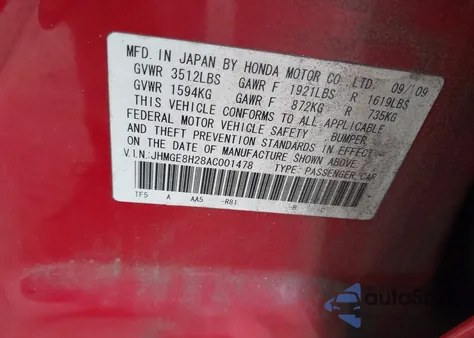 MFD. IN JAPAN BY HONDA MOTOR CO., LTD. 09/09
GVWR 3512LBS GAWR F 1921LBS R 1619LBS
GVWR 1594KG GAWR F 872KG R 735KG
THIS VEHICLE CONFORMS TO ALL APPLICABLE
FEDERAL MOTOR VEHICLE SAFETY, BUMPER
AND THEFT PREVENTION STANDARDS IN EFFECT
ON THE DATE OF MANUFACTURE SHOWN ABOVE.
V.I.N.: JHMGE8H28AC001478 TYPE: PASSENGER CAR
TF5 A AA5 -R81 -B